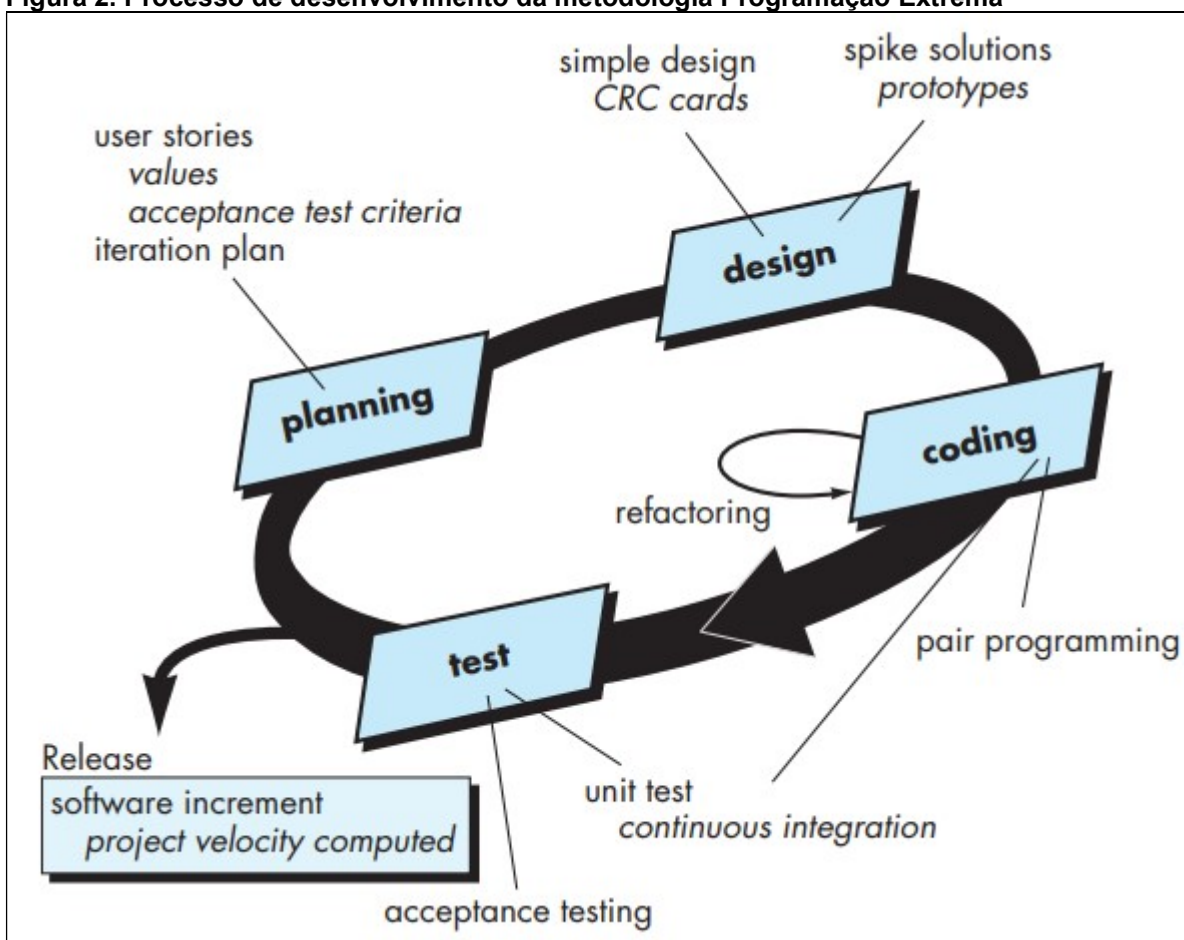 Figura 2. Processo de desenvolvimento da metodologia Programação Extrema
simple design
CRC cards
spike solutions
prototypes
user stories
values
acceptance test criteria
iteration plan
design
planning
coding
refactoring
pair programming
test
Release
software increment
project velocity computed
unit test
continuous integration
acceptance testing